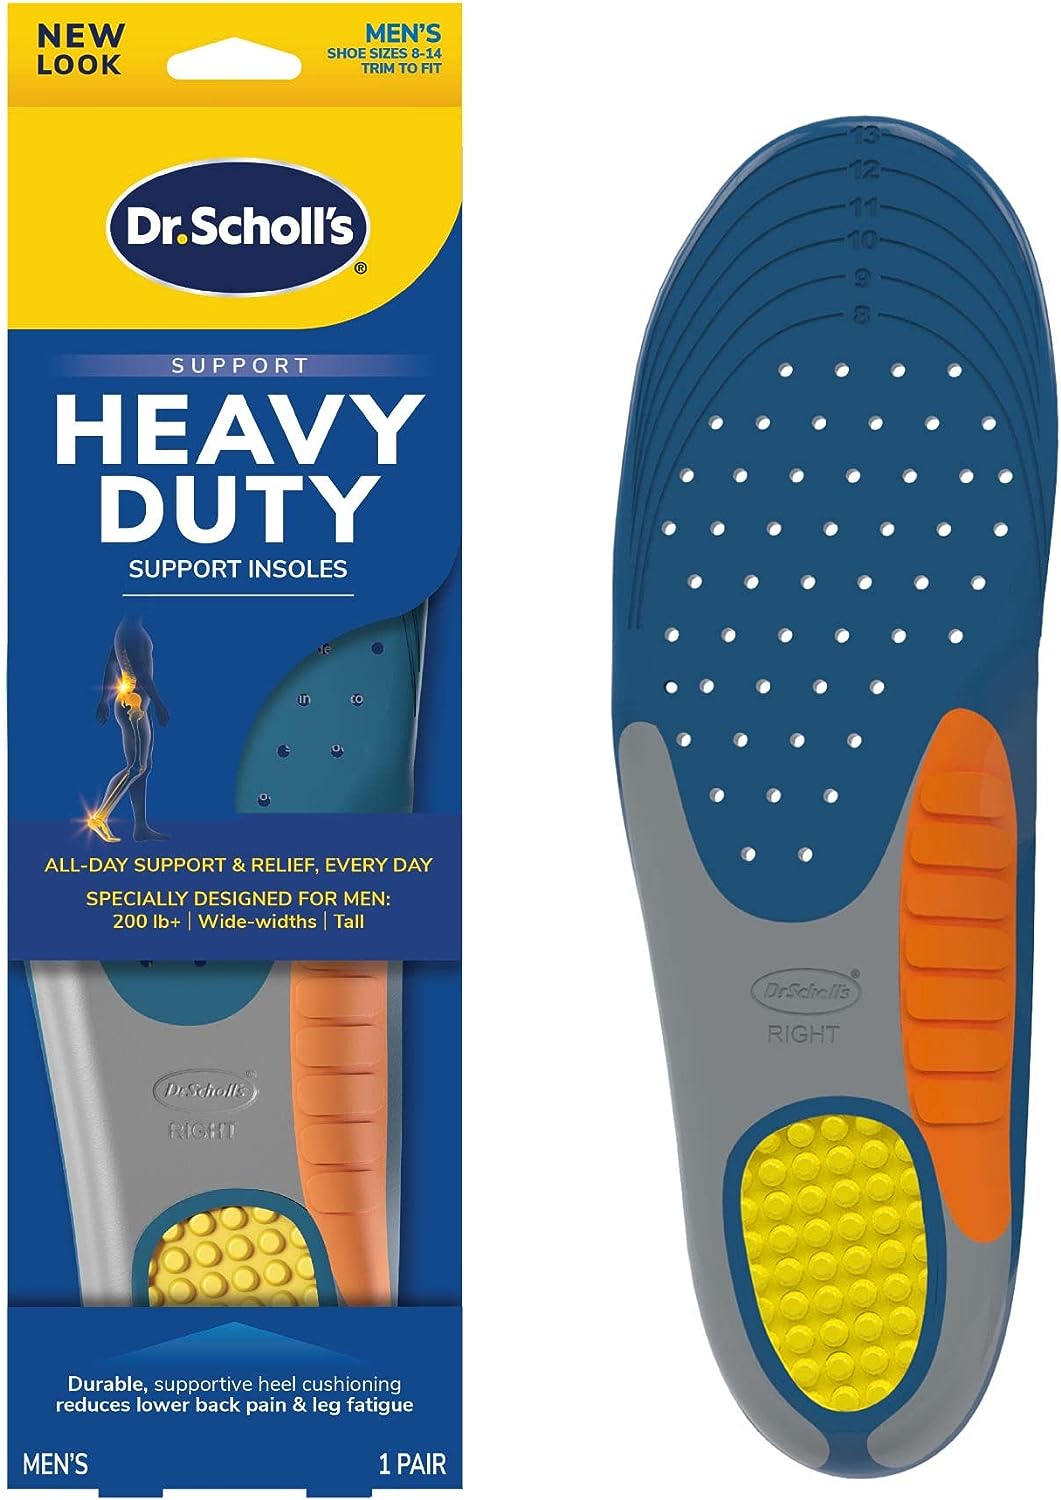 NEW
LOOK
MEN'S
SHOE SIZES 8-14
TRIM TO FIT
Dr.Scholl's®
SUPPORT
HEAVY
DUTY
SUPPORT INSOLES
ALL-DAY SUPPORT & RELIEF, EVERY DAY
SPECIALLY DESIGNED FOR MEN:
200 lb+ | Wide-widths | Tall
Dr.Scholl's
RIGHT
Durable, supportive heel cushioning
reduces lower back pain & leg fatigue
MEN'S
1 PAIR
13
12
11
10
9
8
Dr.Scholl's®
RIGHT